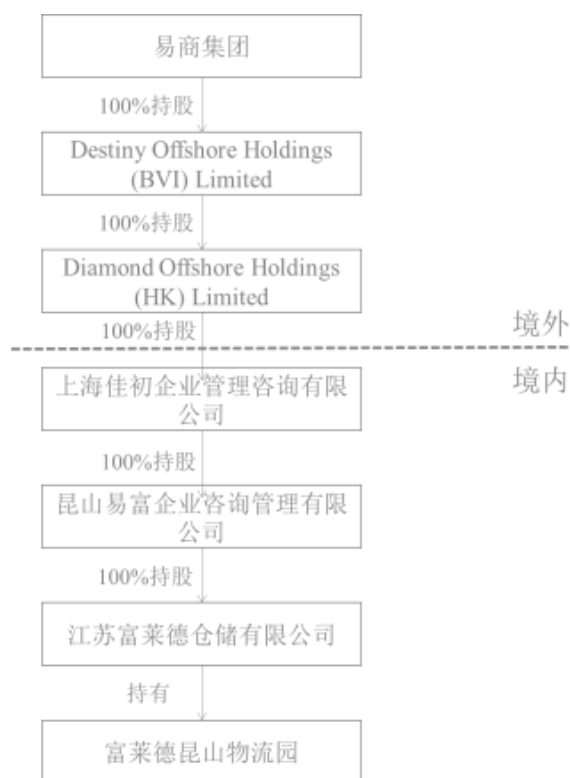 易商集团
100%持股
Destiny Offshore Holdings
(BVI) Limited
100%持股
Diamond Offshore Holdings
(HK) Limited
100%持股
境外
境内
上海佳初企业管理咨询有限
公司
100%持股
昆山易富企业咨询管理有限
公司
100%持股
江苏富莱德仓储有限公司
持有
富莱德昆山物流园